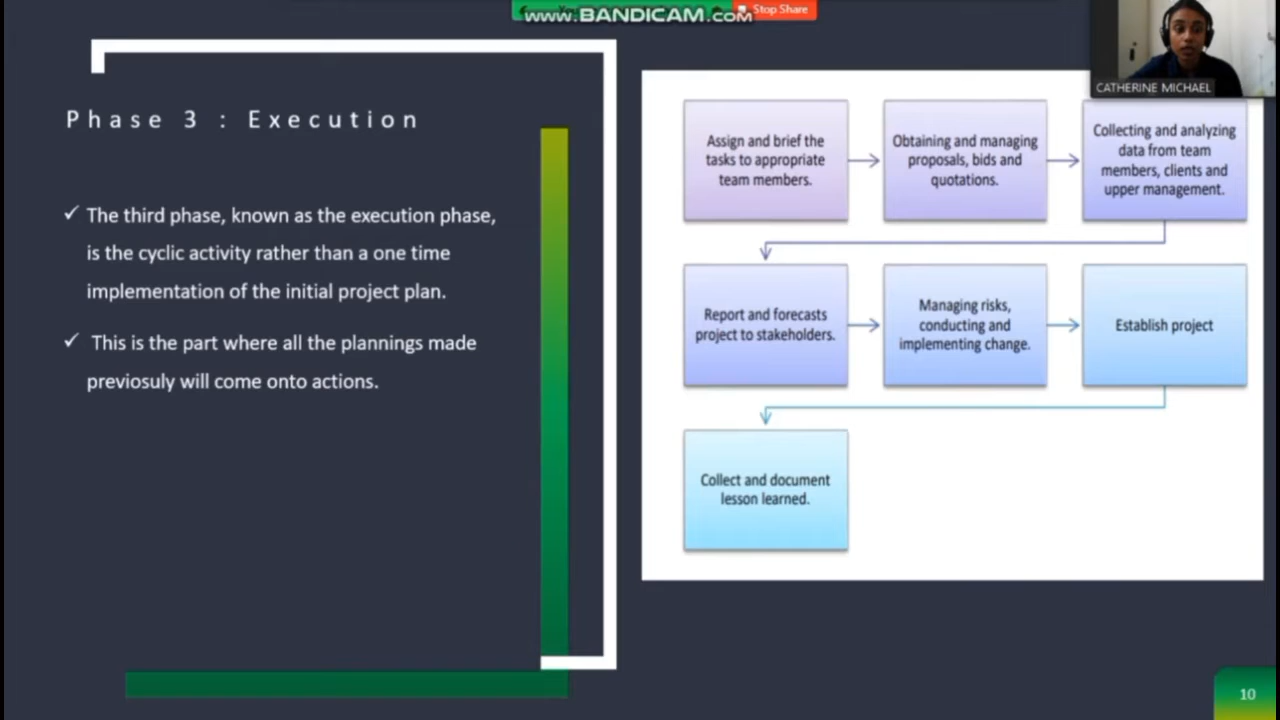 www.BANDICAM.com
Stop Share
CATHERINE MICHAEL
Phase 3 : Execution
✓ The third phase, known as the execution phase,
is the cyclic activity rather than a one time
implementation of the initial project plan.
✓ This is the part where all the plannings made
previosuly will come onto actions.
Assign and brief the
tasks to appropriate
team members.
Obtaining and managing
proposals, bids and
quotations.
Collecting and analyzing
data from team
members, clients and
upper management.
Report and forecasts
project to stakeholders.
Managing risks,
conducting and
implementing change.
Establish project
Collect and document
lesson learned.
10